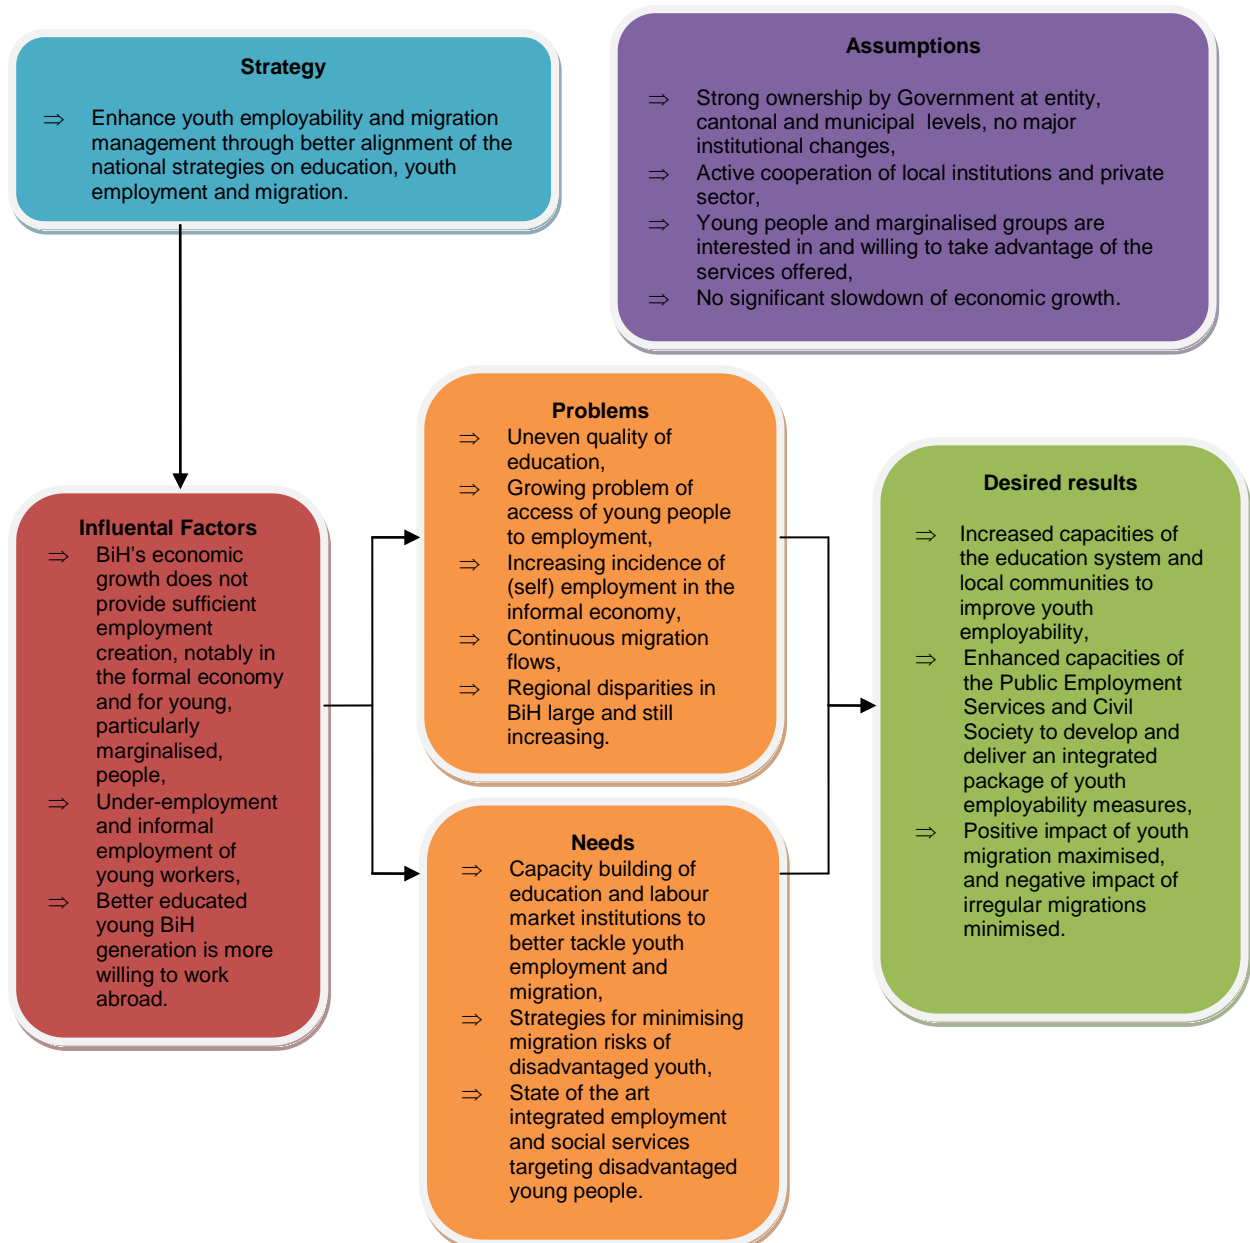 Strategy
⇒ Enhance youth employability and migration
management through better alignment of the
national strategies on education, youth
employment and migration.
Assumptions
⇒ Strong ownership by Government at entity,
cantonal and municipal levels, no major
institutional changes,
⇒ Active cooperation of local institutions and private
sector,
⇒ Young people and marginalised groups are
interested in and willing to take advantage of the
services offered,
⇒ No significant slowdown of economic growth.
Influental Factors
⇒ BiH's economic
growth does not
provide sufficient
employment
creation, notably in
the formal economy
and for young,
particularly
marginalised,
people,
⇒ Under-employment
and informal
employment of
young workers,
⇒ Better educated
young BiH
generation is more
willing to work
abroad.
Problems
⇒ Uneven quality of
education,
⇒ Growing problem of
access of young people
to employment,
⇒ Increasing incidence of
(self) employment in the
informal economy,
⇒ Continuous migration
flows,
⇒ Regional disparities in
BiH large and still
increasing.
Needs
⇒ Capacity building of
education and labour
market institutions to
better tackle youth
employment and
migration,
⇒ Strategies for minimising
migration risks of
disadvantaged youth,
⇒ State of the art
integrated employment
and social services
targeting disadvantaged
young people.
Desired results
⇒ Increased capacities of
the education system and
local communities to
improve youth
employability,
⇒ Enhanced capacities of
the Public Employment
Services and Civil
Society to develop and
deliver an integrated
package of youth
employability measures,
⇒ Positive impact of youth
migration maximised,
and negative impact of
irregular migrations
minimised.